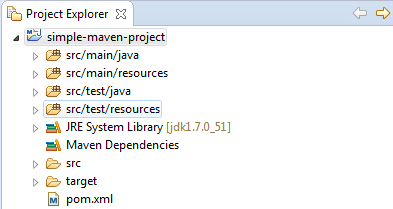 Project Explorer
simple-maven-project
src/main/java
src/main/resources
src/test/java
src/test/resources
JRE System Library [jdk1.7.0_51]
Maven Dependencies
src
target
pom.xml